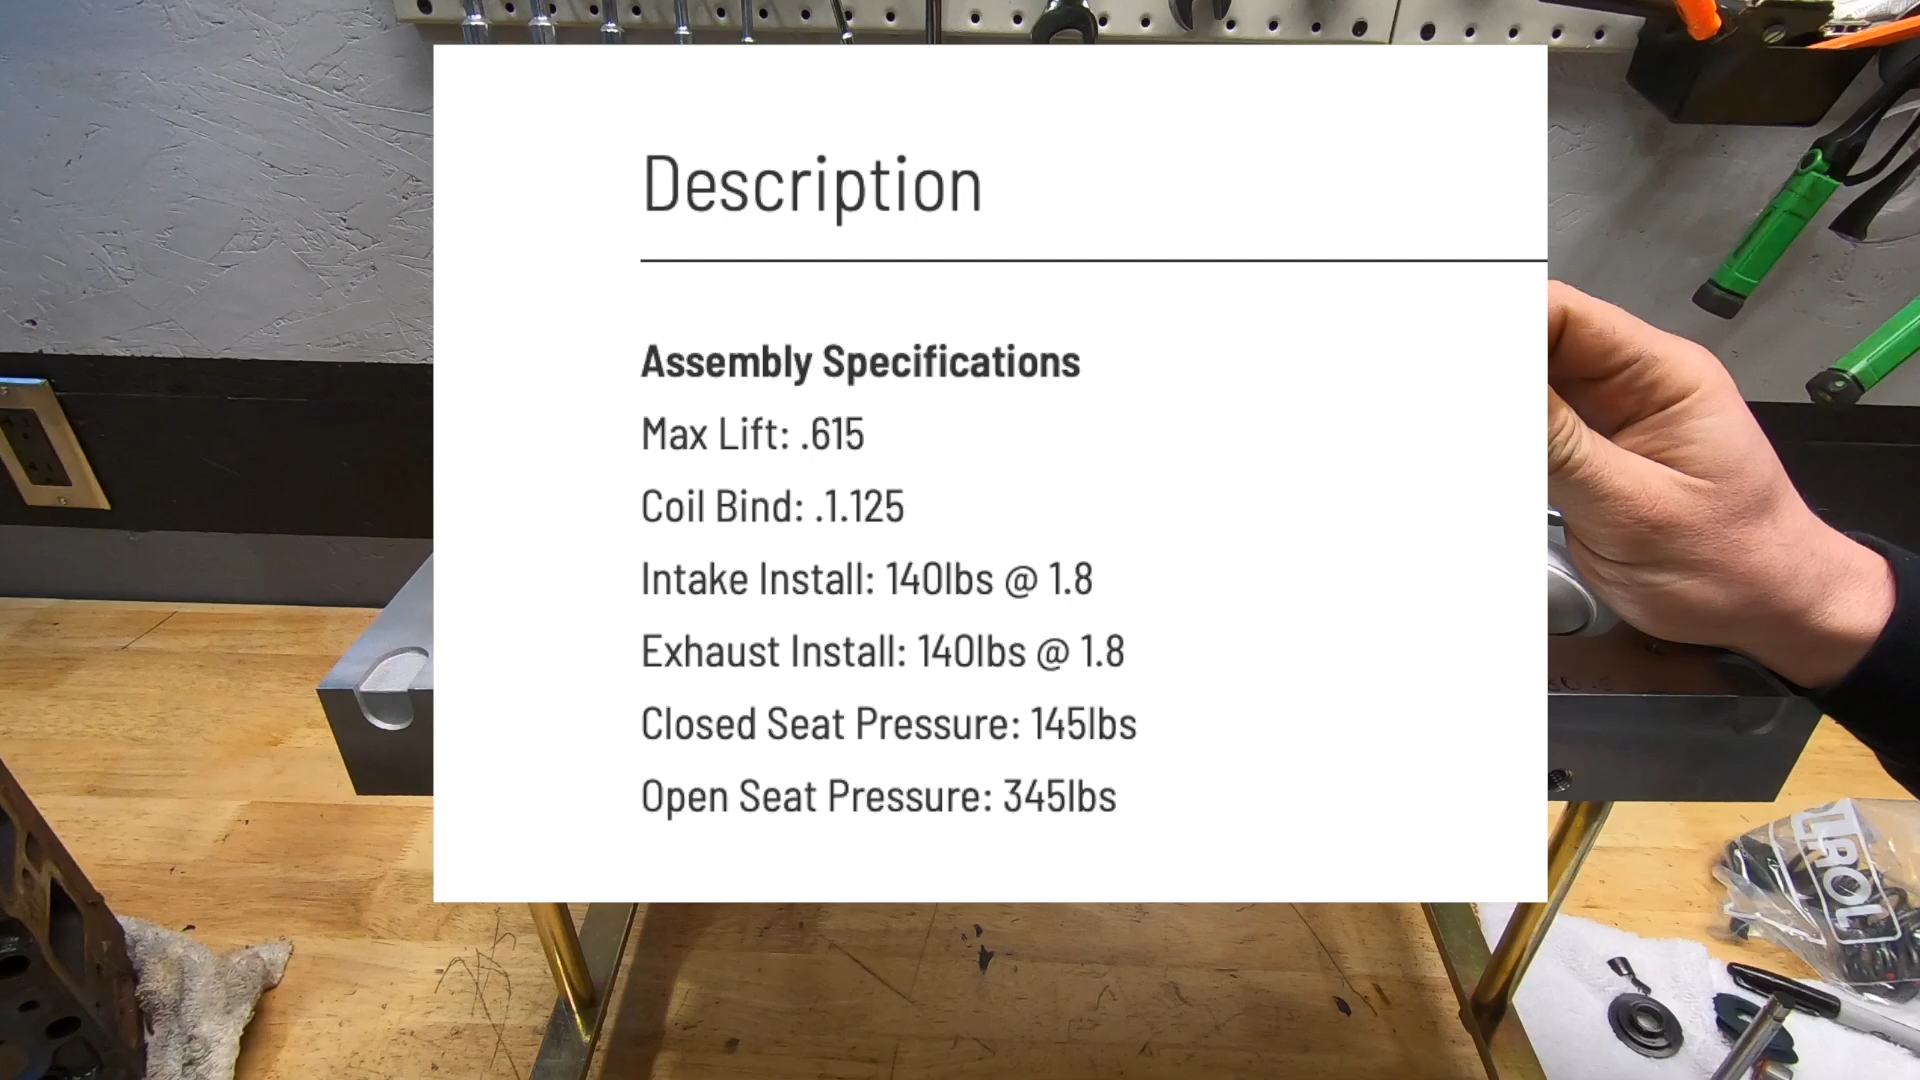 Description
Assembly Specifications
Max Lift: .615
Coil Bind: .1.125
Intake Install: 140lbs @ 1.8
Exhaust Install: 140lbs @ 1.8
Closed Seat Pressure: 145lbs
Open Seat Pressure: 345lbs